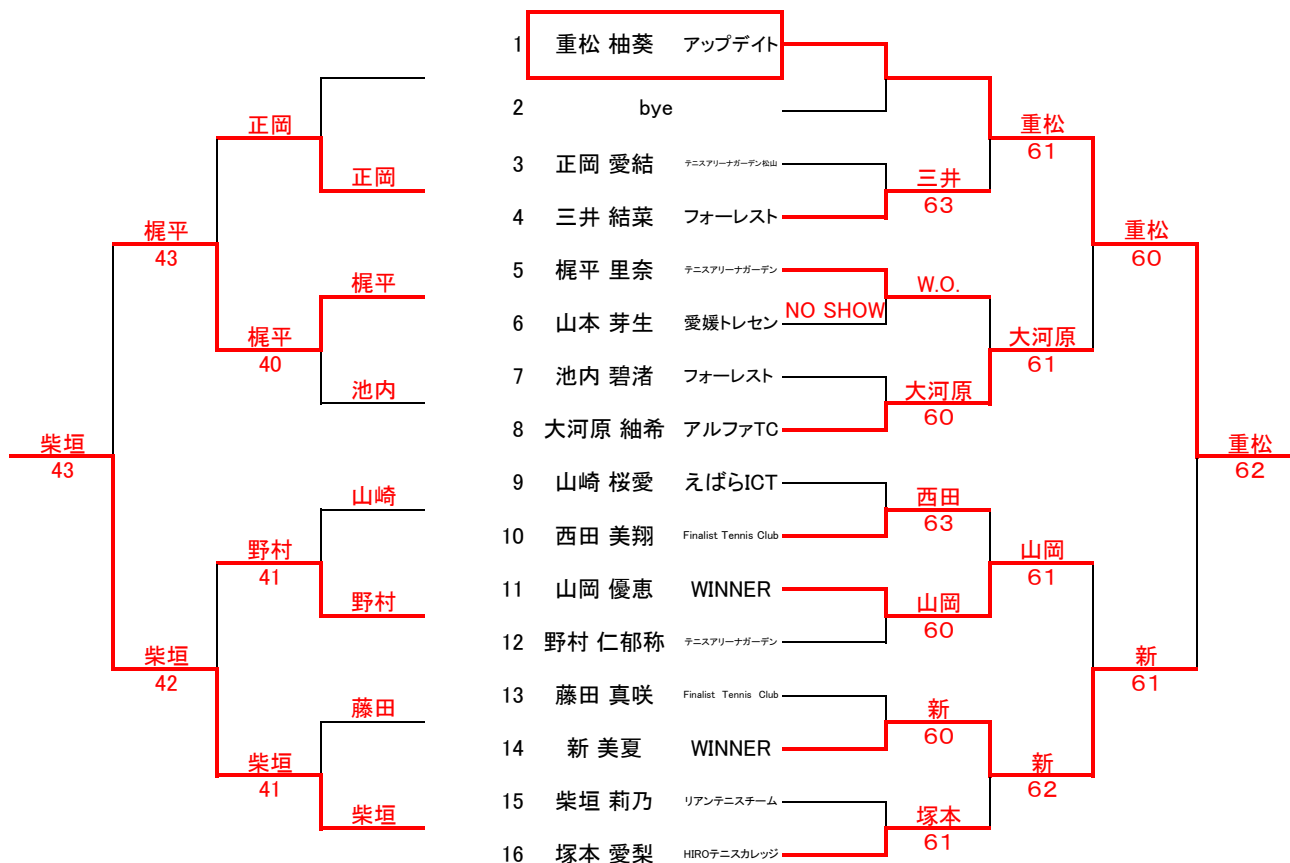 1 重松 柚葵 アップデイト
2 bye
正岡 重松
61
3 正岡 愛結 テニスアリーナガーデン松山
正岡 三井
63
4 三井 結菜 フォーレスト
梶平 重松
43 60
5 梶平 里奈 テニスアリーナガーデン
梶平 W.O.
6 山本 芽生 愛媛トレセン NO SHOW
梶平 大河原
40 61
7 池内 碧渚 フォーレスト
池内 大河原
60
8 大河原 紬希 アルファTC
柴垣 重松
43 62
9 山崎 桜愛 えばらICT
山崎 西田
63
10 西田 美翔 Finalist Tennis Club
野村 山岡
41 61
11 山岡 優恵 WINNER
野村 山岡
60
12 野村 仁郁称 テニスアリーナガーデン
柴垣 新
42 61
13 藤田 真咲 Finalist Tennis Club
藤田 新
60
14 新 美夏 WINNER
柴垣 新
41 62
15 柴垣 莉乃 リアンテニスチーム
柴垣 塚本
61
16 塚本 愛梨 HIROテニスカレッジ